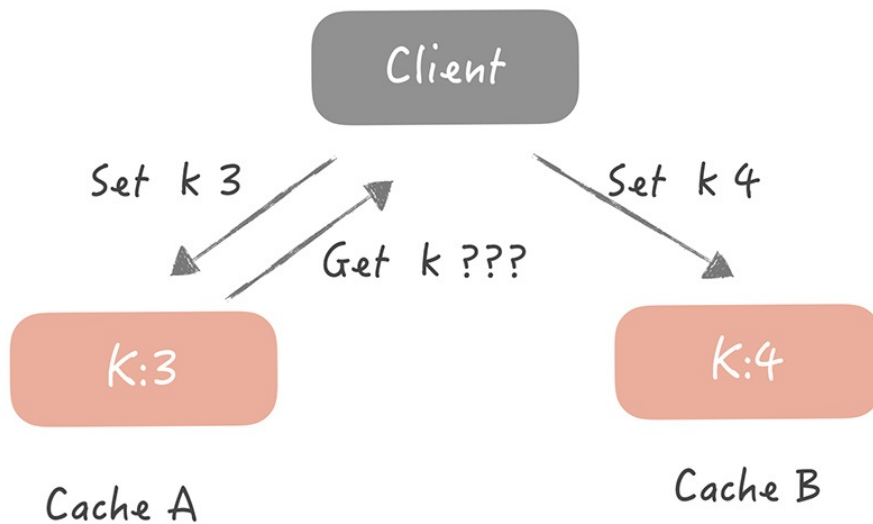 Client
Set k 3
Set k 4
Get k ???
K:3
K:4
Cache A
Cache B